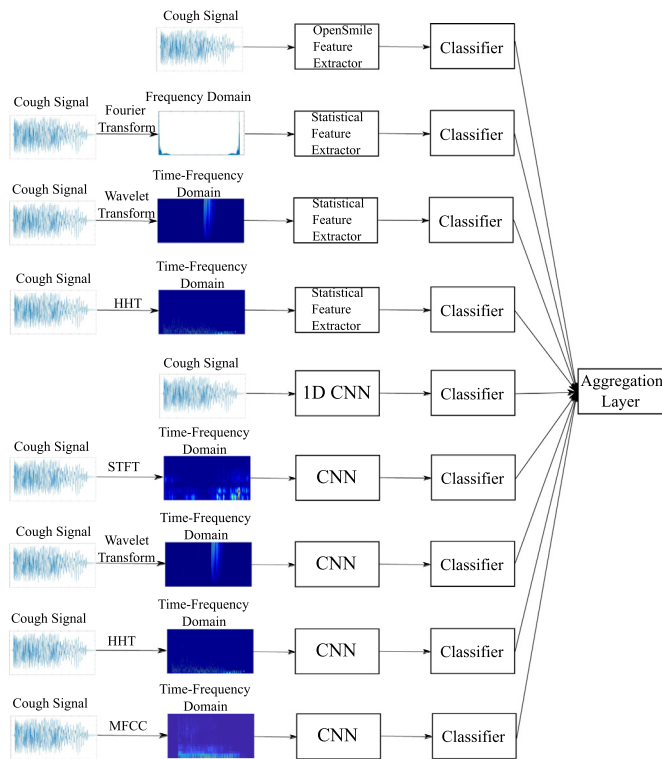 Cough Signal
OpenSmile
Feature
Extractor
Classifier
Cough Signal
Fourier
Transform
Frequency Domain
Statistical
Feature
Extractor
Classifier
Cough Signal
Wavelet
Transform
Time-Frequency
Domain
Statistical
Feature
Extractor
Classifier
Cough Signal
HHT
Time-Frequency
Domain
Statistical
Feature
Extractor
Classifier
Cough Signal
1D CNN
Classifier
Aggregation
Layer
Cough Signal
STFT
Time-Frequency
Domain
CNN
Classifier
Cough Signal
Wavelet
Transform
Time-Frequency
Domain
CNN
Classifier
Cough Signal
HHT
Time-Frequency
Domain
CNN
Classifier
Cough Signal
MFCC
Time-Frequency
Domain
CNN
Classifier